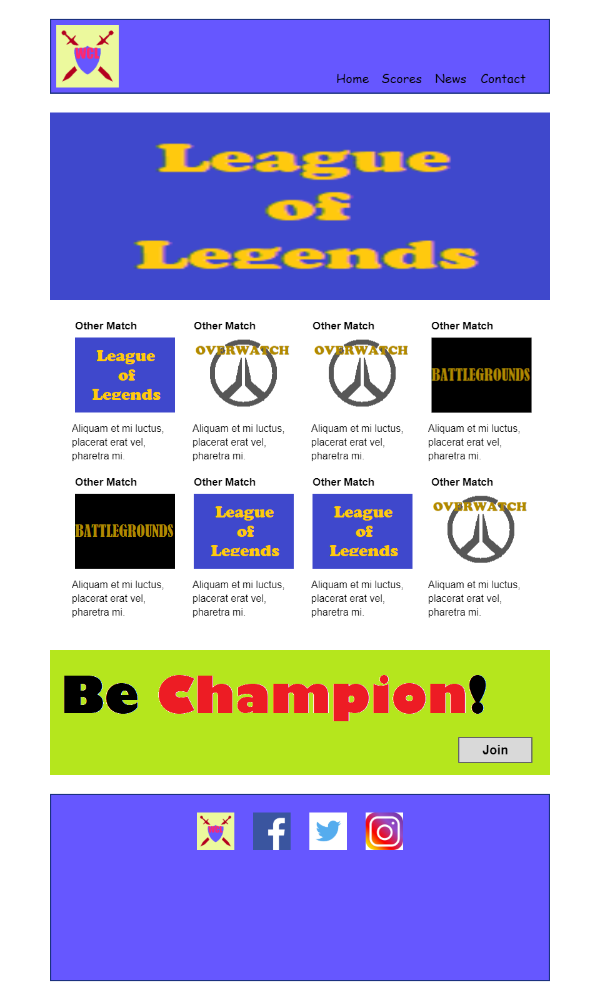 WCL
Home Scores News Contact
League
of
Legends
Other Match
Other Match
Other Match
Other Match
League
of
Legends
OVERWATCH
OVERWATCH
BATTLEGROUNDS
Aliquam et mi luctus,
placerat erat vel,
pharetra mi.
Aliquam et mi luctus,
placerat erat vel,
pharetra mi.
Aliquam et mi luctus,
placerat erat vel,
pharetra mi.
Aliquam et mi luctus,
placerat erat vel,
pharetra mi.
Other Match
Other Match
Other Match
Other Match
BATTLEGROUNDS
League
of
Legends
League
of
Legends
OVERWATCH
Aliquam et mi luctus,
placerat erat vel,
pharetra mi.
Aliquam et mi luctus,
placerat erat vel,
pharetra mi.
Aliquam et mi luctus,
placerat erat vel,
pharetra mi.
Aliquam et mi luctus,
placerat erat vel,
pharetra mi.
Be Champion!
Join
WCL